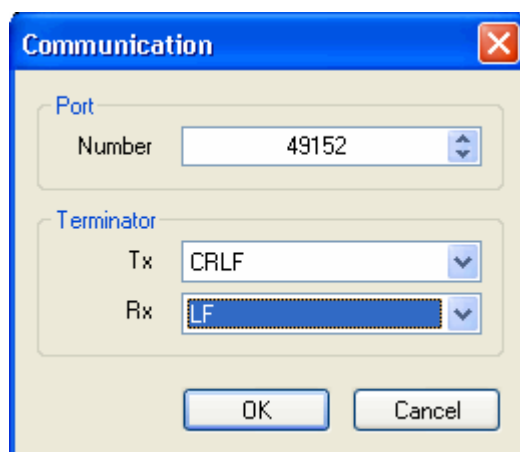 Communication
Port
Number 49152
Terminator
Tx CRLF
Rx LF
OK Cancel